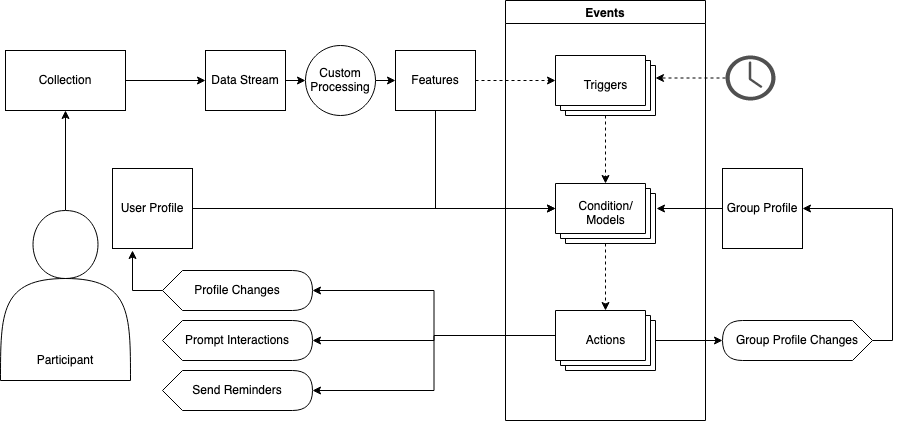 Events
Collection
Data Stream
Custom
Processing
Features
Triggers
User Profile
Condition/
Models
Group Profile
Profile Changes
Prompt Interactions
Send Reminders
Actions
Group Profile Changes
Participant